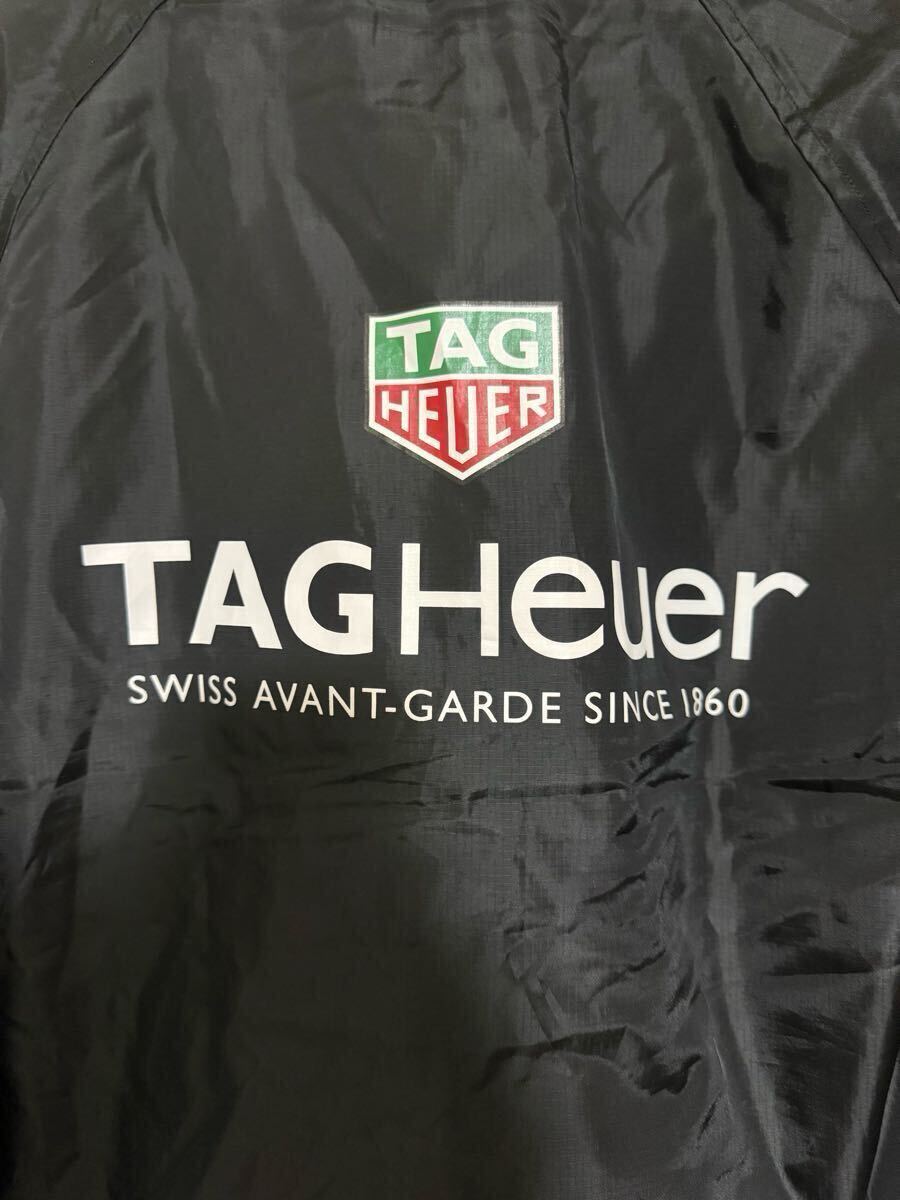 TAG
HEUER
TAGHeuer
SWISS AVANT-GARDE SINCE 1860